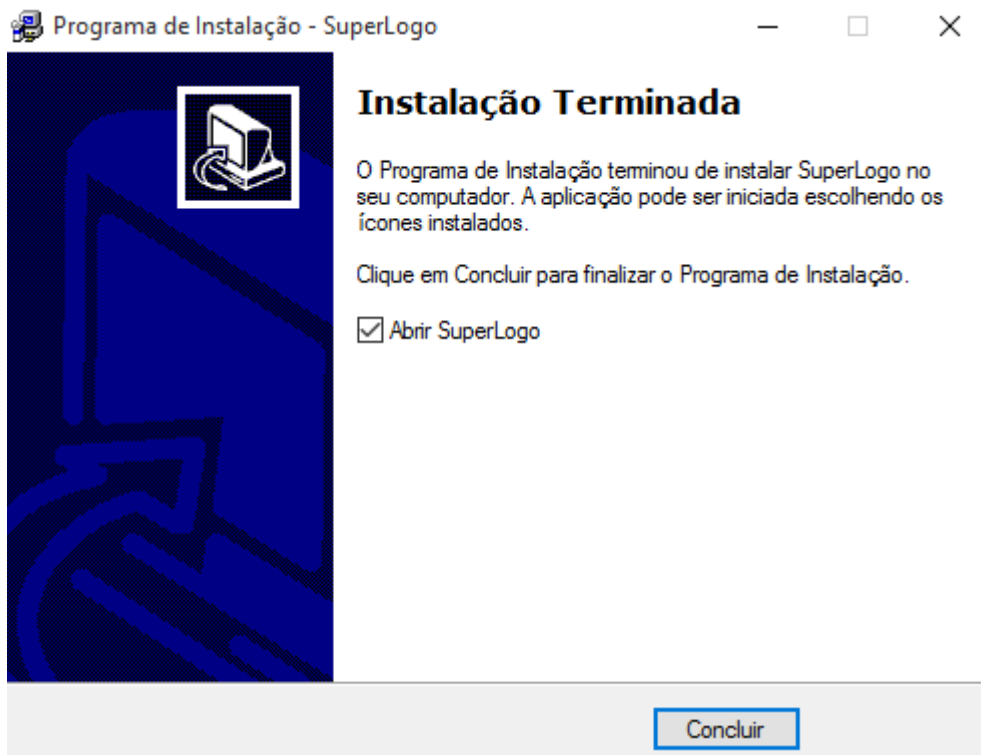 Programa de Instalação - SuperLogo
Instalação Terminada
O Programa de Instalação terminou de instalar SuperLogo no
seu computador. A aplicação pode ser iniciada escolhendo os
ícones instalados.
Clique em Concluir para finalizar o Programa de Instalação.
Abrir SuperLogo
Concluir